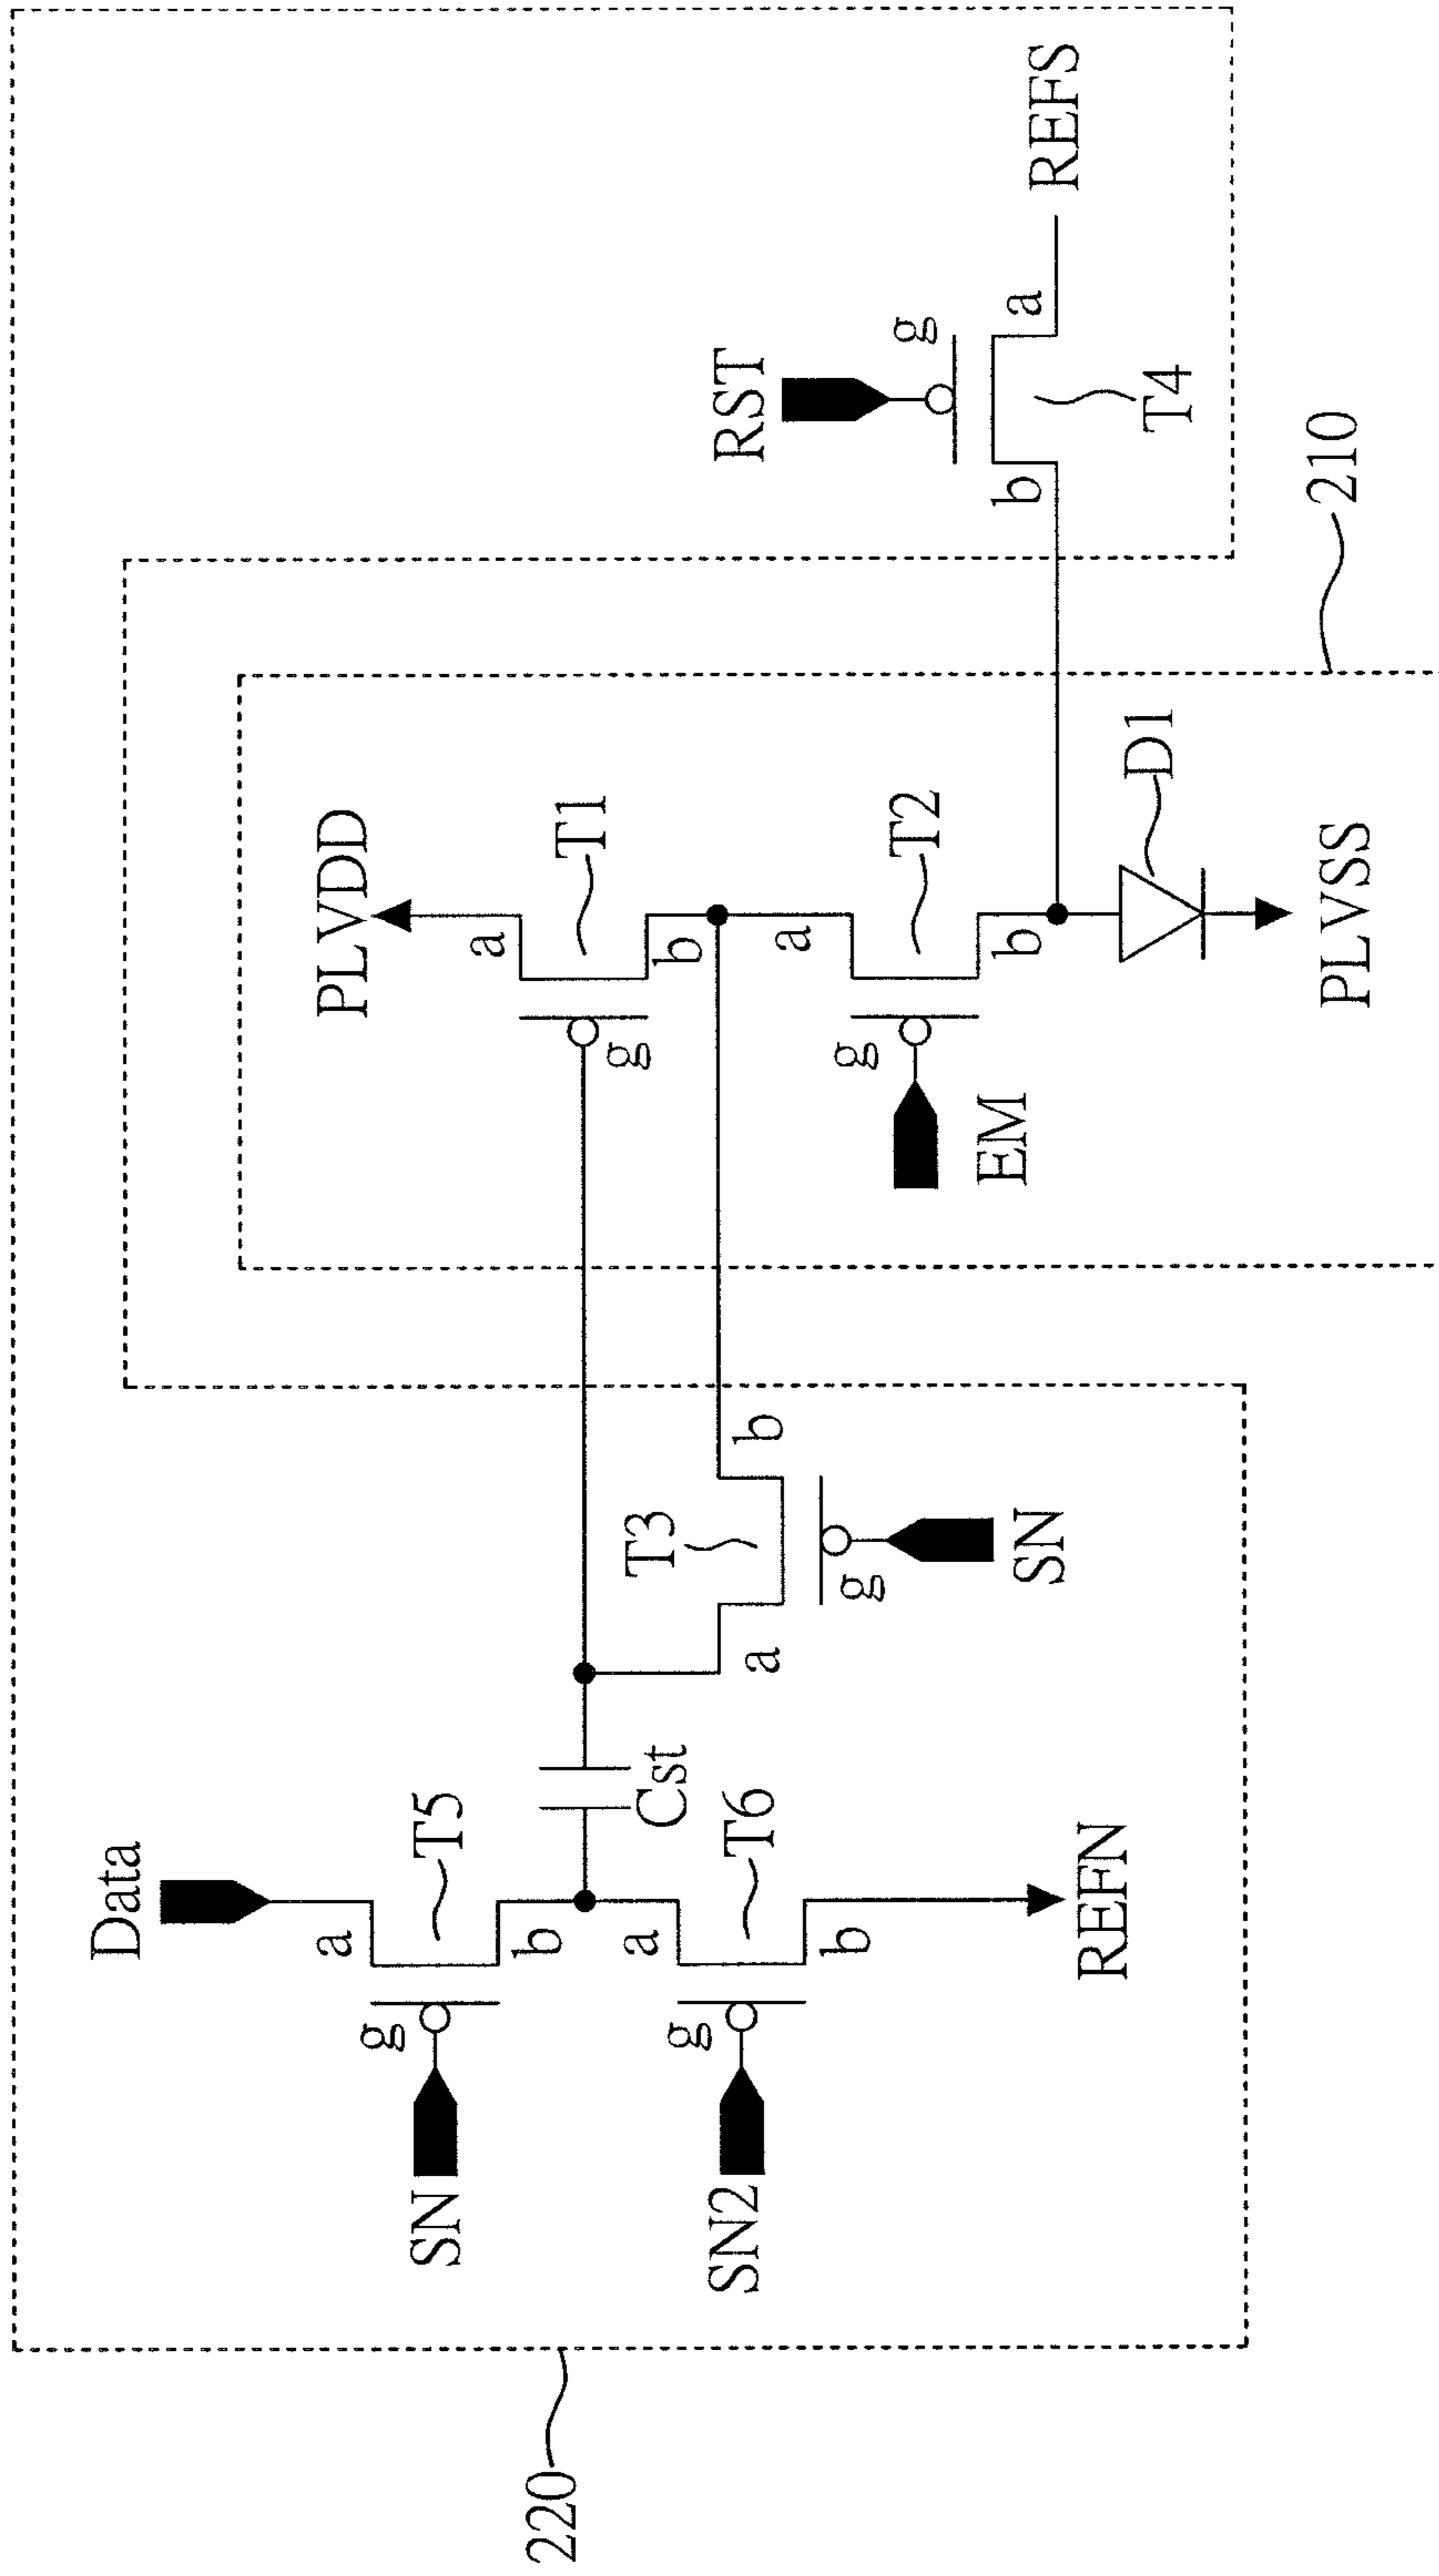 220
Data
SN
g
a
T5
b
SN2
g
a
T6
b
REFN
Cst
T3
a
b
g
SN
PLVDD
a
T1
g
b
a
T2
g
b
EM
D1
PLVSS
210
RST
g
b
a
T4
REFS